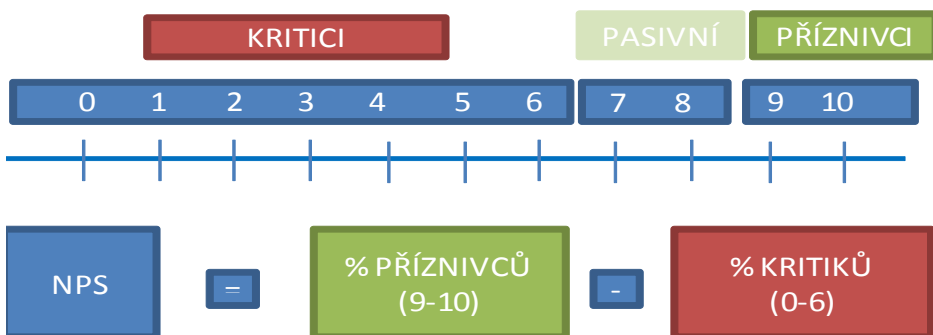 KRITICI PASIVNÍ PŘÍZNIVCI
0 1 2 3 4 5 6 7 8 9 10
NPS = % PŘÍZNIVCŮ (9-10) - % KRITIKŮ (0-6)